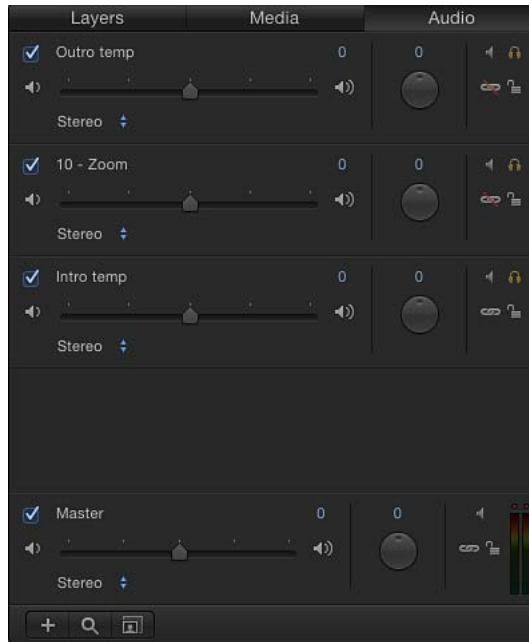 Layers Media Audio
Outro temp 0 0
Stereo
10 - Zoom 0 0
Stereo
Intro temp 0 0
Stereo
Master 0 0
Stereo